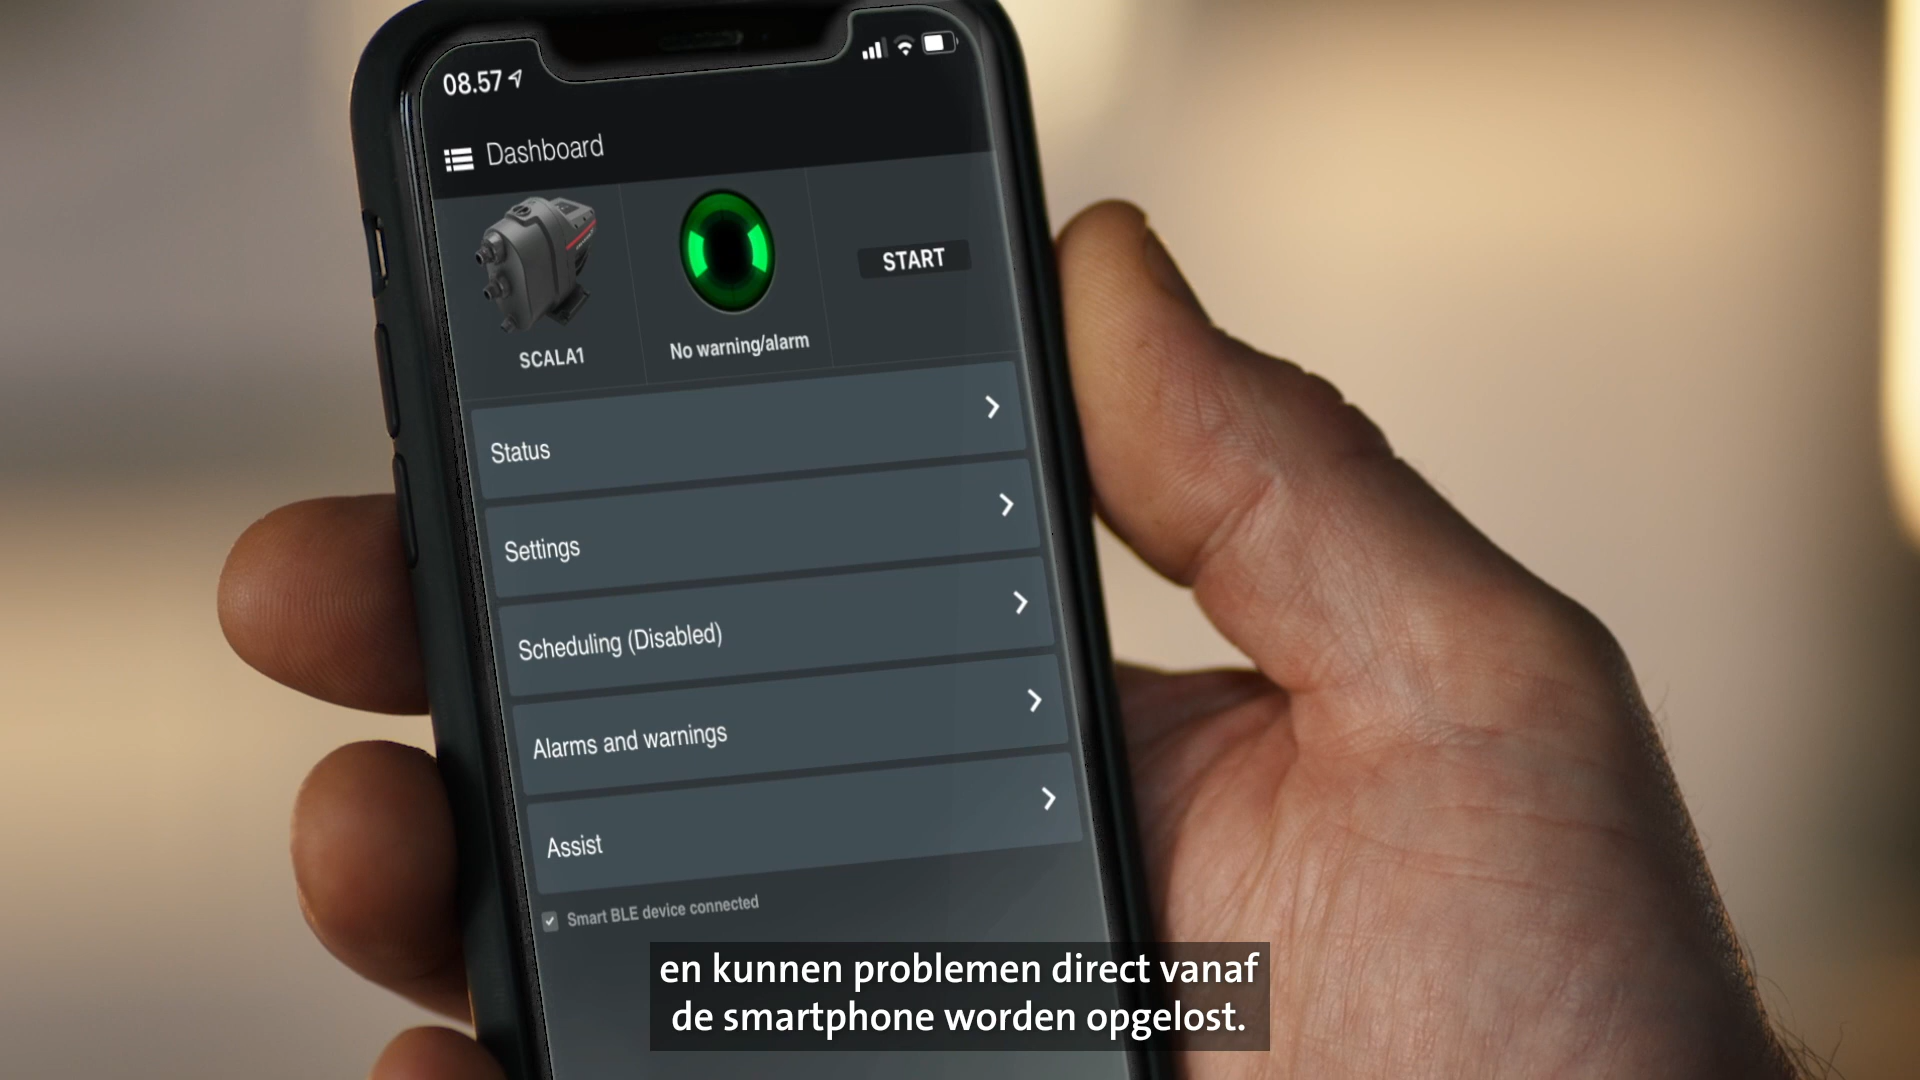 08.57
Dashboard
START
SCALA1
No warning/alarm
Status
Settings
Scheduling (Disabled)
Alarms and warnings
Assist
Smart BLE device connected
en kunnen problemen direct vanaf
de smartphone worden opgelost.